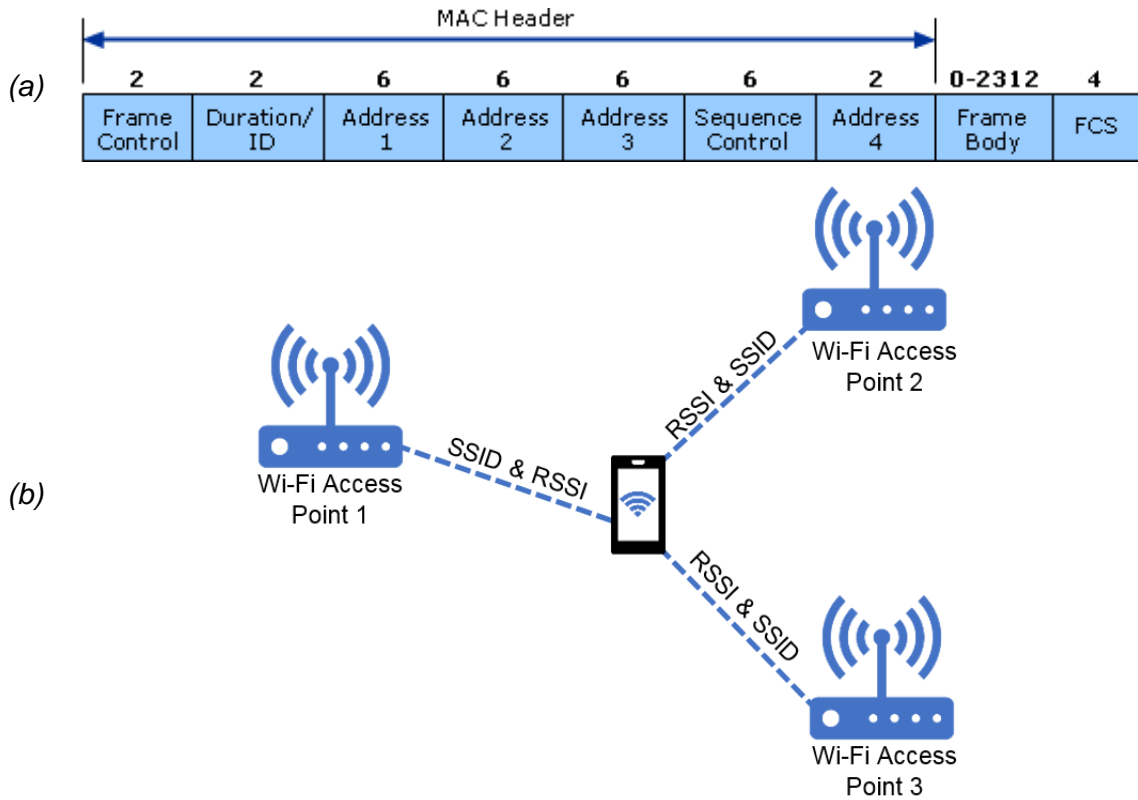 MAC Header
(a)
2 2 6 6 6 6 2 0-2312 4
Frame Control
Duration/ ID
Address 1
Address 2
Address 3
Sequence Control
Address 4
Frame Body
FCS
Wi-Fi Access
Point 2
RSSI & SSID
SSID & RSSI
Wi-Fi Access
Point 1
(b)
RSSI & SSID
Wi-Fi Access
Point 3